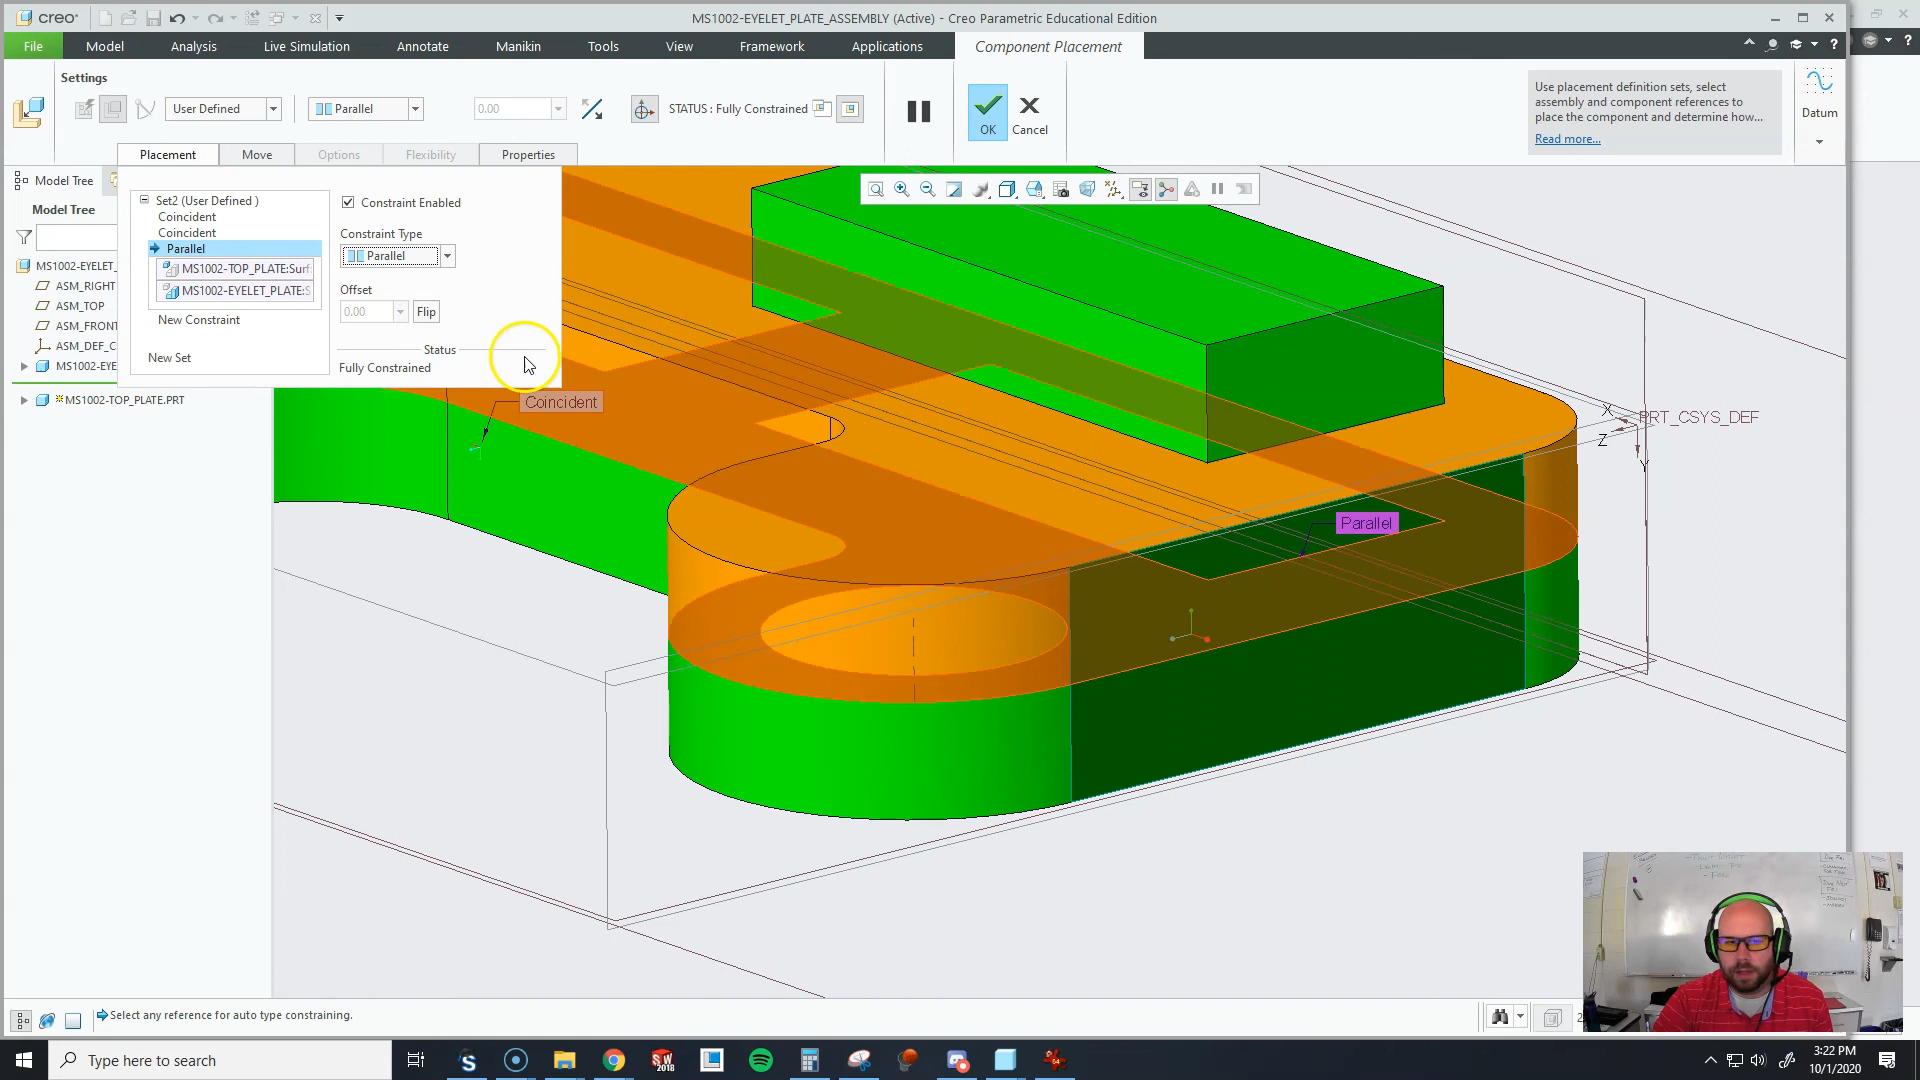 creo
MS1002-EYELET_PLATE_ASSEMBLY (Active) - Creo Parametric Educational Edition
File Model Analysis Live Simulation Annotate Manikin Tools View Framework Applications Component Placement
Settings
User Defined
Parallel
0.00
STATUS : Fully Constrained
OK
Cancel
Use placement definition sets, select
assembly and component references to
place the component and determine how...
Read more...
Datum
Placement Move Options Flexibility Properties
Model Tree
Model Tree
MS1002-EYELET_
ASM_RIGHT
ASM_TOP
ASM_FRONT
ASM_DEF_C
MS1002-EYE
MS1002-TOP_PLATE.PRT
Set2 (User Defined )
Coincident
Coincident
Parallel
MS1002-TOP_PLATE:Surf
MS1002-EYELET_PLATE:S
New Constraint
New Set
Constraint Enabled
Constraint Type
Parallel
Offset
0.00
Flip
Status
Fully Constrained
Coincident
Parallel
X
Z
Y
PRT_CSYS_DEF
Select any reference for auto type constraining.
Type here to search
3:22 PM
10/1/2020